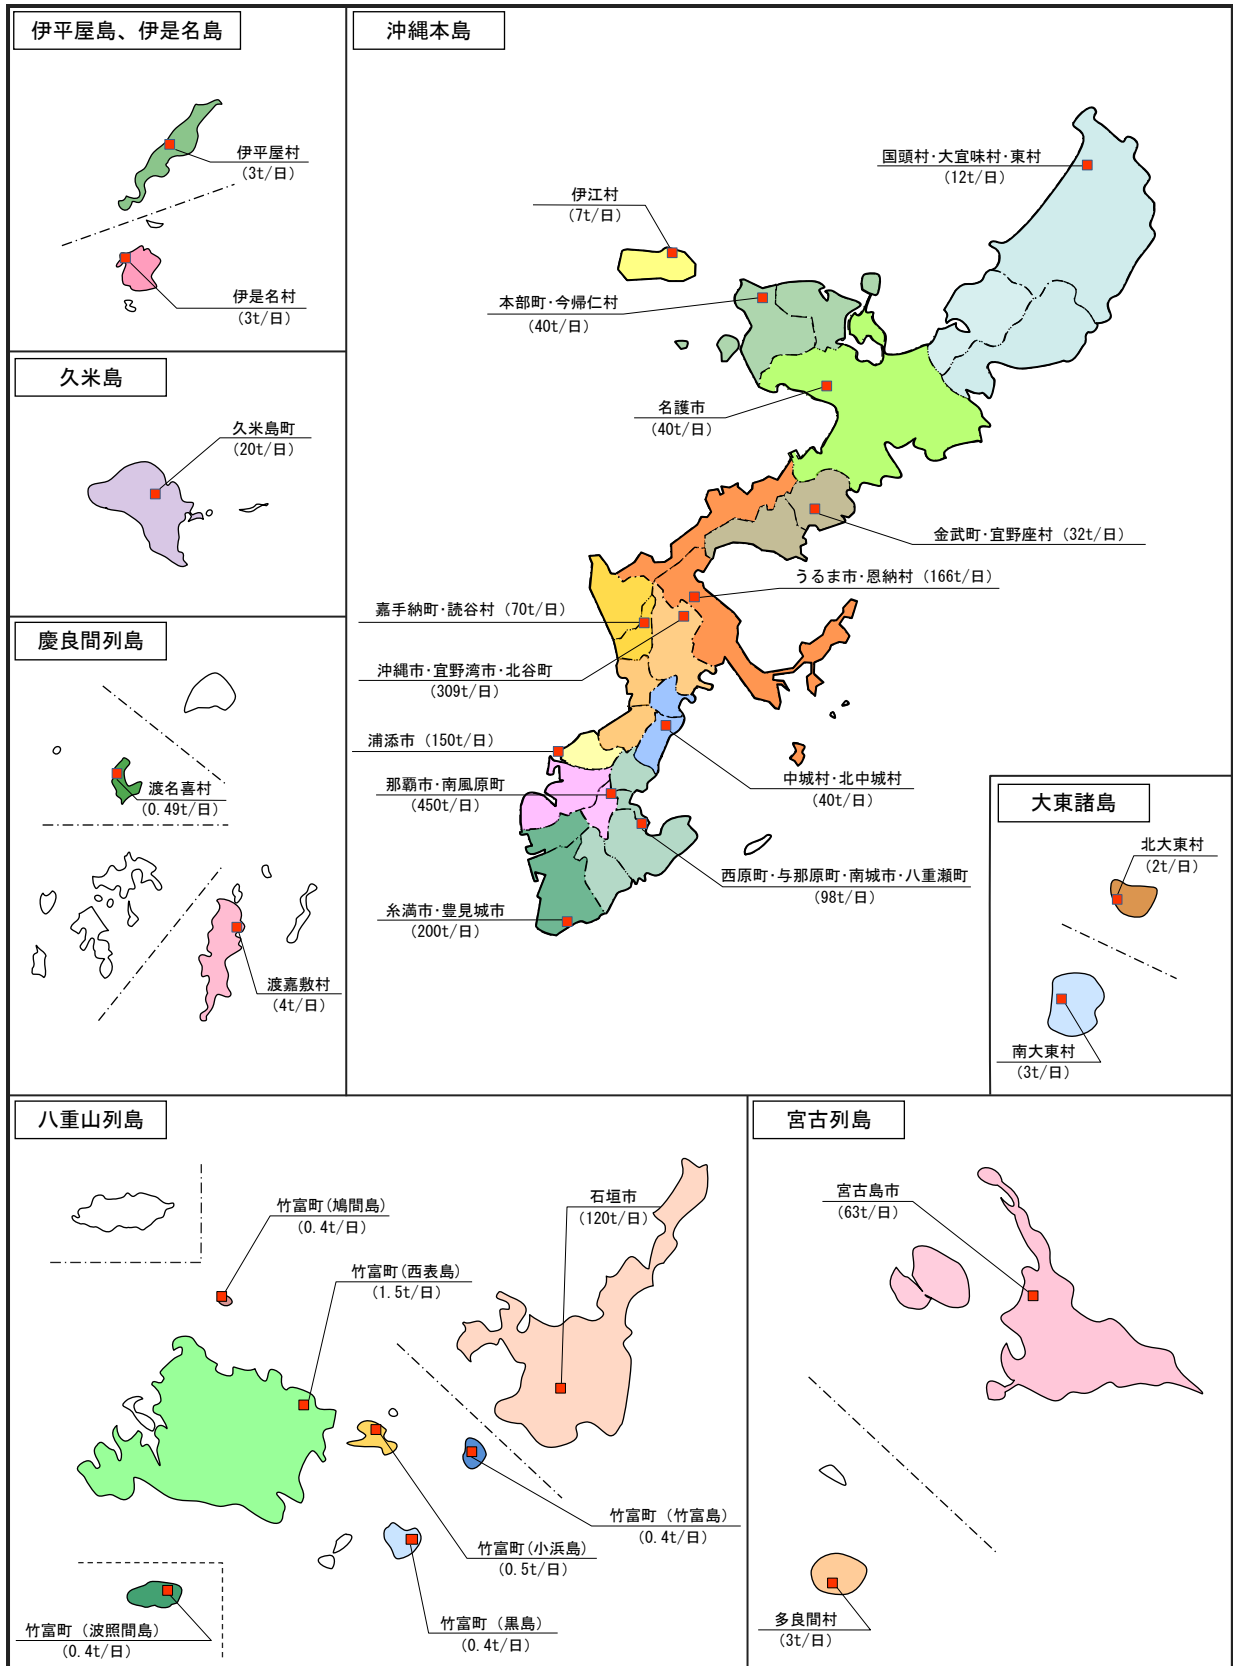 伊平屋島、伊是名島
伊平屋村
(3t/日)
伊是名村
(3t/日)
久米島
久米島町
(20t/日)
慶良間列島
渡名喜村
(0.49t/日)
渡嘉敷村
(4t/日)
沖縄本島
国頭村・大宜味村・東村
(12t/日)
伊江村
(7t/日)
本部町・今帰仁村
(40t/日)
名護市
(40t/日)
金武町・宜野座村 (32t/日)
うるま市・恩納村 (166t/日)
嘉手納町・読谷村 (70t/日)
沖縄市・宜野湾市・北谷町
(309t/日)
浦添市 (150t/日)
中城村・北中城村
(40t/日)
那覇市・南風原町
(450t/日)
西原町・与那原町・南城市・八重瀬町
(98t/日)
糸満市・豊見城市
(200t/日)
大東諸島
北大東村
(2t/日)
南大東村
(3t/日)
八重山列島
竹富町(鳩間島)
(0.4t/日)
石垣市
(120t/日)
竹富町(西表島)
(1.5t/日)
竹富町 (竹富島)
(0.4t/日)
竹富町(小浜島)
(0.5t/日)
竹富町 (黒島)
(0.4t/日)
竹富町 (波照間島)
(0.4t/日)
宮古列島
宮古島市
(63t/日)
多良間村
(3t/日)